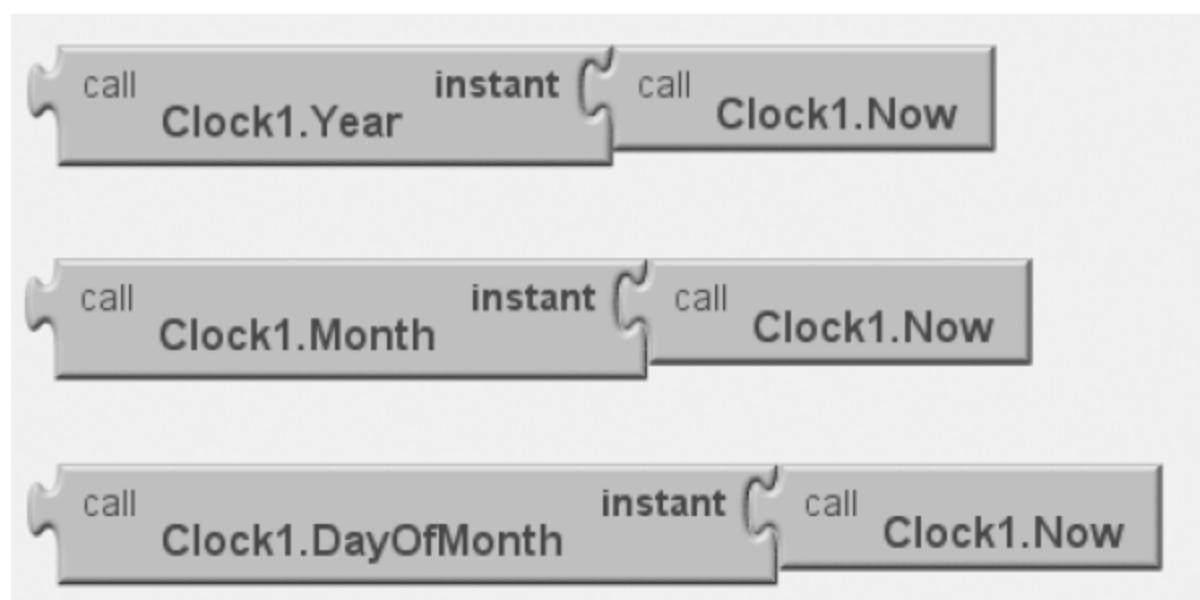 call instant call
Clock1.Year Clock1.Now
call instant call
Clock1.Month Clock1.Now
call instant call
Clock1.DayOfMonth Clock1.Now